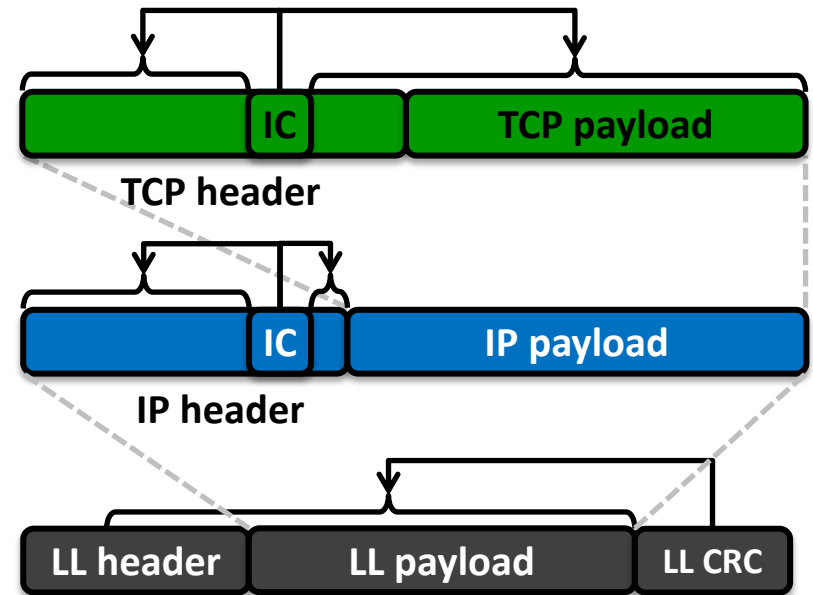 IC TCP payload
TCP header
IC IP payload
IP header
LL header LL payload LL CRC